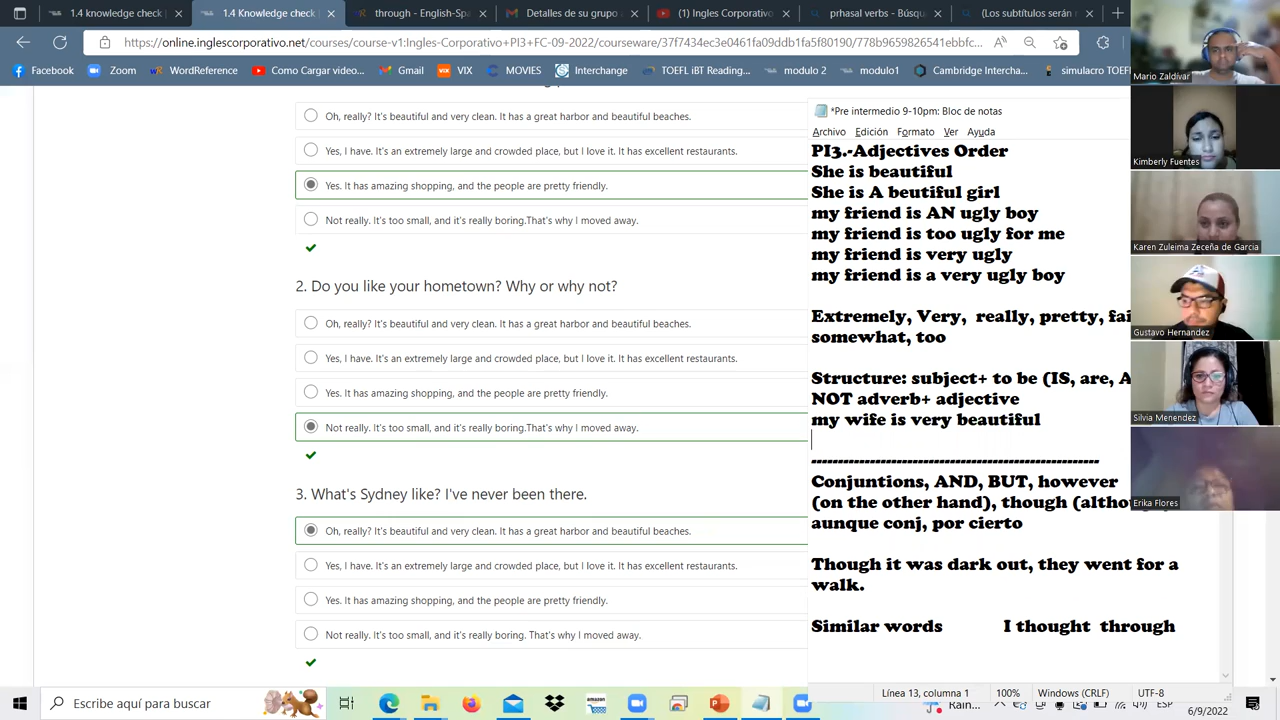 1.4 knowledge test
1.4 Knowledge test
through - English-Spa
Detalles de su grupo
(1) Ingles Corporativo
prhasal verbs - Búsqu
(Los subtítulos serán
https://online.inglescorporativo.net/courses/course-v1:Ingles-Corporativo+PI3+FC-09-2022/courseware/37f7434ec3e0461fa09ddb1fa5f80190/778b9659826541ebbfc...
Facebook
Zoom
WordReference
Como Cargar video...
Gmail
VIX
MOVIES
Interchange
TOEFL iBT Reading...
modulo 2
modulo1
Cambridge Intercha...
simulacro TOEF
Oh, really? It's beautiful and very clean. It has a great harbor and beautiful beaches.
Yes, I have. It's an extremely large and crowded place, but I love it. It has excellent restaurants.
Yes. It has amazing shopping, and the people are pretty friendly.
Not really. It's too small, and it's really boring.That's why I moved away.
2. Do you like your hometown? Why or why not?
Oh, really? It's beautiful and very clean. It has a great harbor and beautiful beaches.
Yes, I have. It's an extremely large and crowded place, but I love it. It has excellent restaurants.
Yes. It has amazing shopping, and the people are pretty friendly.
Not really. It's too small, and it's really boring.That's why I moved away.
3. What's Sydney like? I've never been there.
Oh, really? It's beautiful and very clean. It has a great harbor and beautiful beaches.
Yes, I have. It's an extremely large and crowded place, but I love it. It has excellent restaurants.
Yes. It has amazing shopping, and the people are pretty friendly.
Not really. It's too small, and it's really boring. That's why I moved away.
*Pre intermedio 9-10pm: Bloc de notas
Archivo Edición Formato Ver Ayuda
PI3.-Adjectives Order
She is beautiful
She is A beutiful girl
my friend is AN ugly boy
my friend is too ugly for me
my friend is very ugly
my friend is a very ugly boy
Extremely, Very, really, pretty, fai
somewhat, too
Structure: subject+ to be (IS, are, A
NOT adverb+ adjective
my wife is very beautiful
-------------------------------------------------------
Conjuntions, AND, BUT, however
(on the other hand), though (altho
aunque conj, por cierto
Though it was dark out, they went for a
walk.
Similar words I thought through
Línea 13, columna 1
100%
Windows (CRLF)
UTF-8
Mario Zaldívar
Kimberly Fuentes
Karen Zuleima Zeceña de Garcia
Gustavo Hernandez
Silvia Menendez
Erika Flores
Escribe aquí para buscar
amazon
Rain...
ESP
6/9/2022